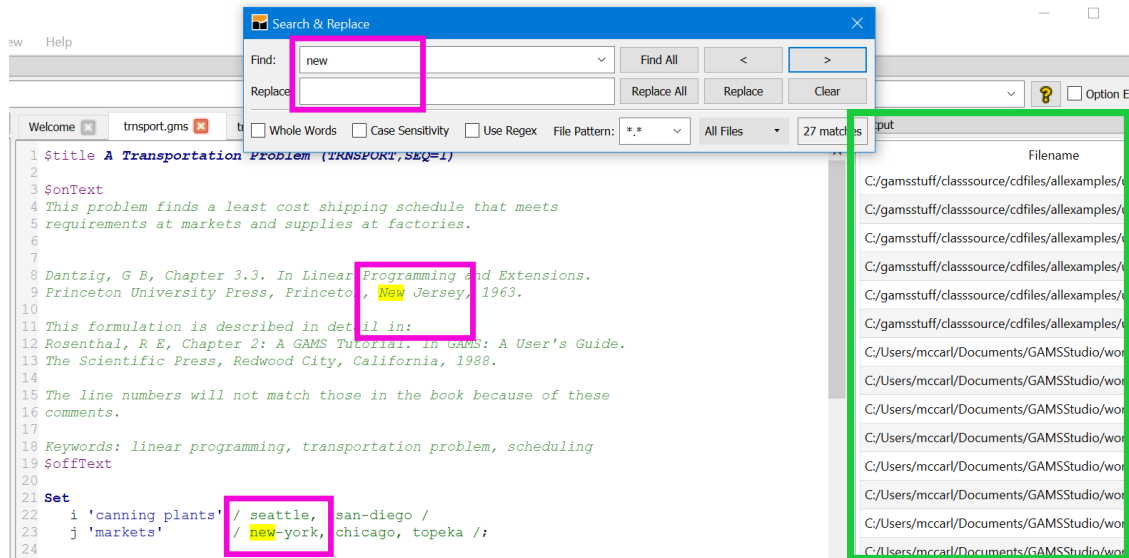 Search & Replace
ew Help
Find: new Find All < >
Replace Replace All Replace Clear
Option E
Whole Words Case Sensitivity Use Regex File Pattern: *.* All Files 27 matches
Welcome trnsport.gms
tput
Filename
1 $title A Transportation Problem (TRNSPORT,SEQ=1)
2
3 $onText
4 This problem finds a least cost shipping schedule that meets
5 requirements at markets and supplies at factories.
6
7
8 Dantzig, G B, Chapter 3.3. In Linear Programming and Extensions.
9 Princeton University Press, Princeton, New Jersey, 1963.
10
11 This formulation is described in detail in:
12 Rosenthal, R E, Chapter 2: A GAMS Tutorial. In GAMS: A User's Guide.
13 The Scientific Press, Redwood City, California, 1988.
14
15 The line numbers will not match those in the book because of these
16 comments.
17
18 Keywords: linear programming, transportation problem, scheduling
19 $offText
20
21 Set
22 i 'canning plants' / seattle, san-diego /
23 j 'markets' / new-york, chicago, topeka /;
24
C:/gamsstuff/classsource/cdfiles/allexamples/u
C:/gamsstuff/classsource/cdfiles/allexamples/u
C:/gamsstuff/classsource/cdfiles/allexamples/u
C:/gamsstuff/classsource/cdfiles/allexamples/u
C:/gamsstuff/classsource/cdfiles/allexamples/u
C:/gamsstuff/classsource/cdfiles/allexamples/u
C:/Users/mccarl/Documents/GAMSStudio/wor
C:/Users/mccarl/Documents/GAMSStudio/wor
C:/Users/mccarl/Documents/GAMSStudio/wor
C:/Users/mccarl/Documents/GAMSStudio/wor
C:/Users/mccarl/Documents/GAMSStudio/wor
C:/Users/mccarl/Documents/GAMSStudio/wor
C:/Users/mccarl/Documents/GAMSStudio/wor
C:/Users/mccarl/Documents/GAMSStudio/wor